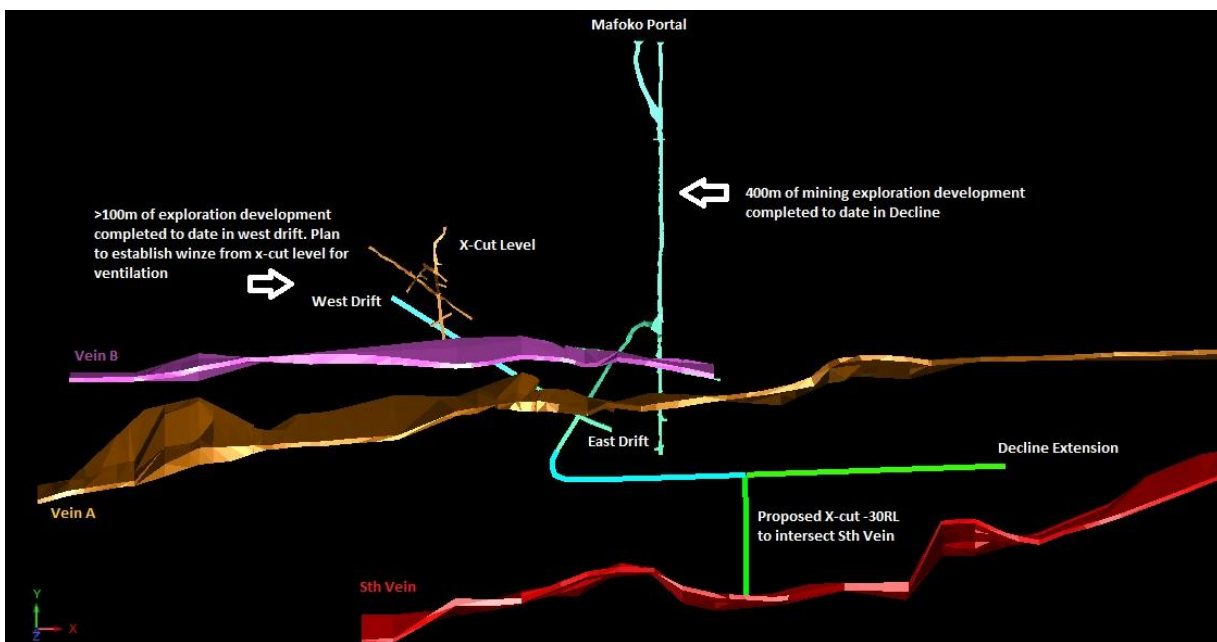 Mafoko Portal
>100m of exploration development
completed to date in west drift. Plan
to establish winze from x-cut level for
ventilation
400m of mining exploration development
completed to date in Decline
X-Cut Level
West Drift
Vein B
East Drift
Decline Extension
Vein A
Proposed X-cut -30RL
to intersect Sth Vein
Sth Vein
Y
Z
X